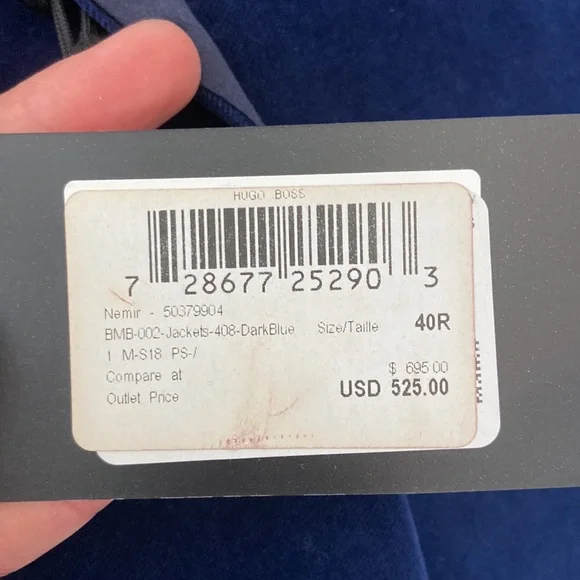 HUGO BOSS
7 28677 25290 3
Nemir - 50379904
BMB-002-Jackets-408-DarkBlue Size/Taille 40R
1 M-S18 PS-/
Compare at $ 695.00
Outlet Price USD 525.00